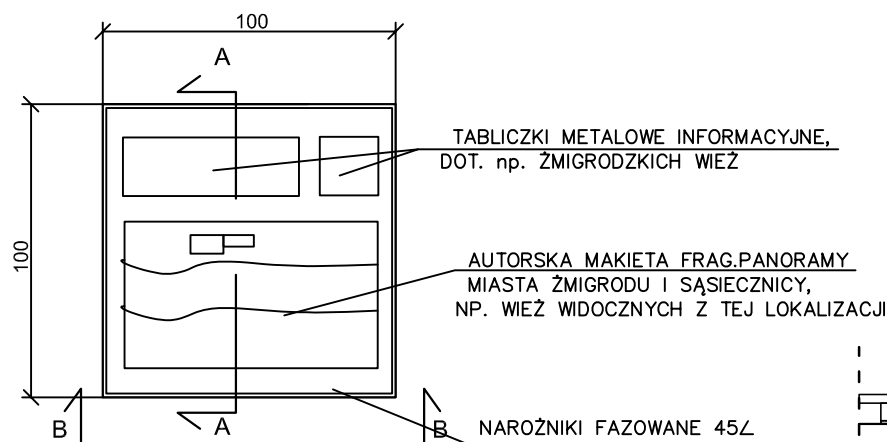 100
A
100
TABLICZKI METALOWE INFORMACYJNE,
DOT. np. ŻMIGRODZKICH WIEŻ
AUTORSKA MAKIETA FRAG.PANORAMY
MIASTA ŻMIGRODU I SĄSIECZNICY,
NP. WIEŻ WIDOCZNYCH Z TEJ LOKALIZACJI
B A B NAROŻNIKI FAZOWANE 45∠